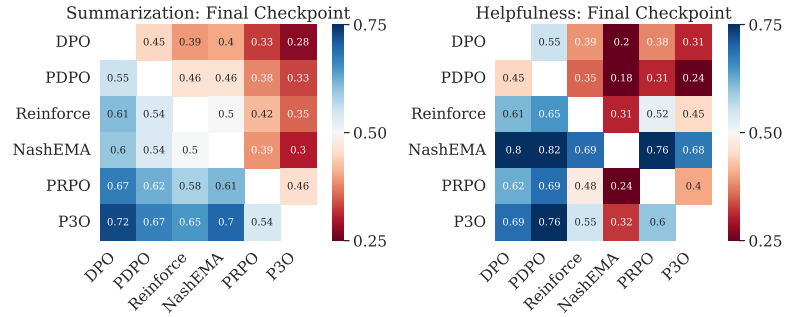 Summarization: Final Checkpoint
DPO 0.45 0.39 0.4 0.33 0.28
PDPO 0.55 0.46 0.46 0.38 0.33
Reinforce 0.61 0.54 0.5 0.42 0.35
NashEMA 0.6 0.54 0.5 0.39 0.3
PRPO 0.67 0.62 0.58 0.61 0.46
P3O 0.72 0.67 0.65 0.7 0.54
DPO PDPO Reinforce NashEMA PRPO P3O
0.75
0.50
0.25
Helpfulness: Final Checkpoint
DPO 0.55 0.39 0.2 0.38 0.31
PDPO 0.45 0.35 0.18 0.31 0.24
Reinforce 0.61 0.65 0.31 0.52 0.45
NashEMA 0.8 0.82 0.69 0.76 0.68
PRPO 0.62 0.69 0.48 0.24 0.4
P3O 0.69 0.76 0.55 0.32 0.6
DPO PDPO Reinforce NashEMA PRPO P3O
0.75
0.50
0.25